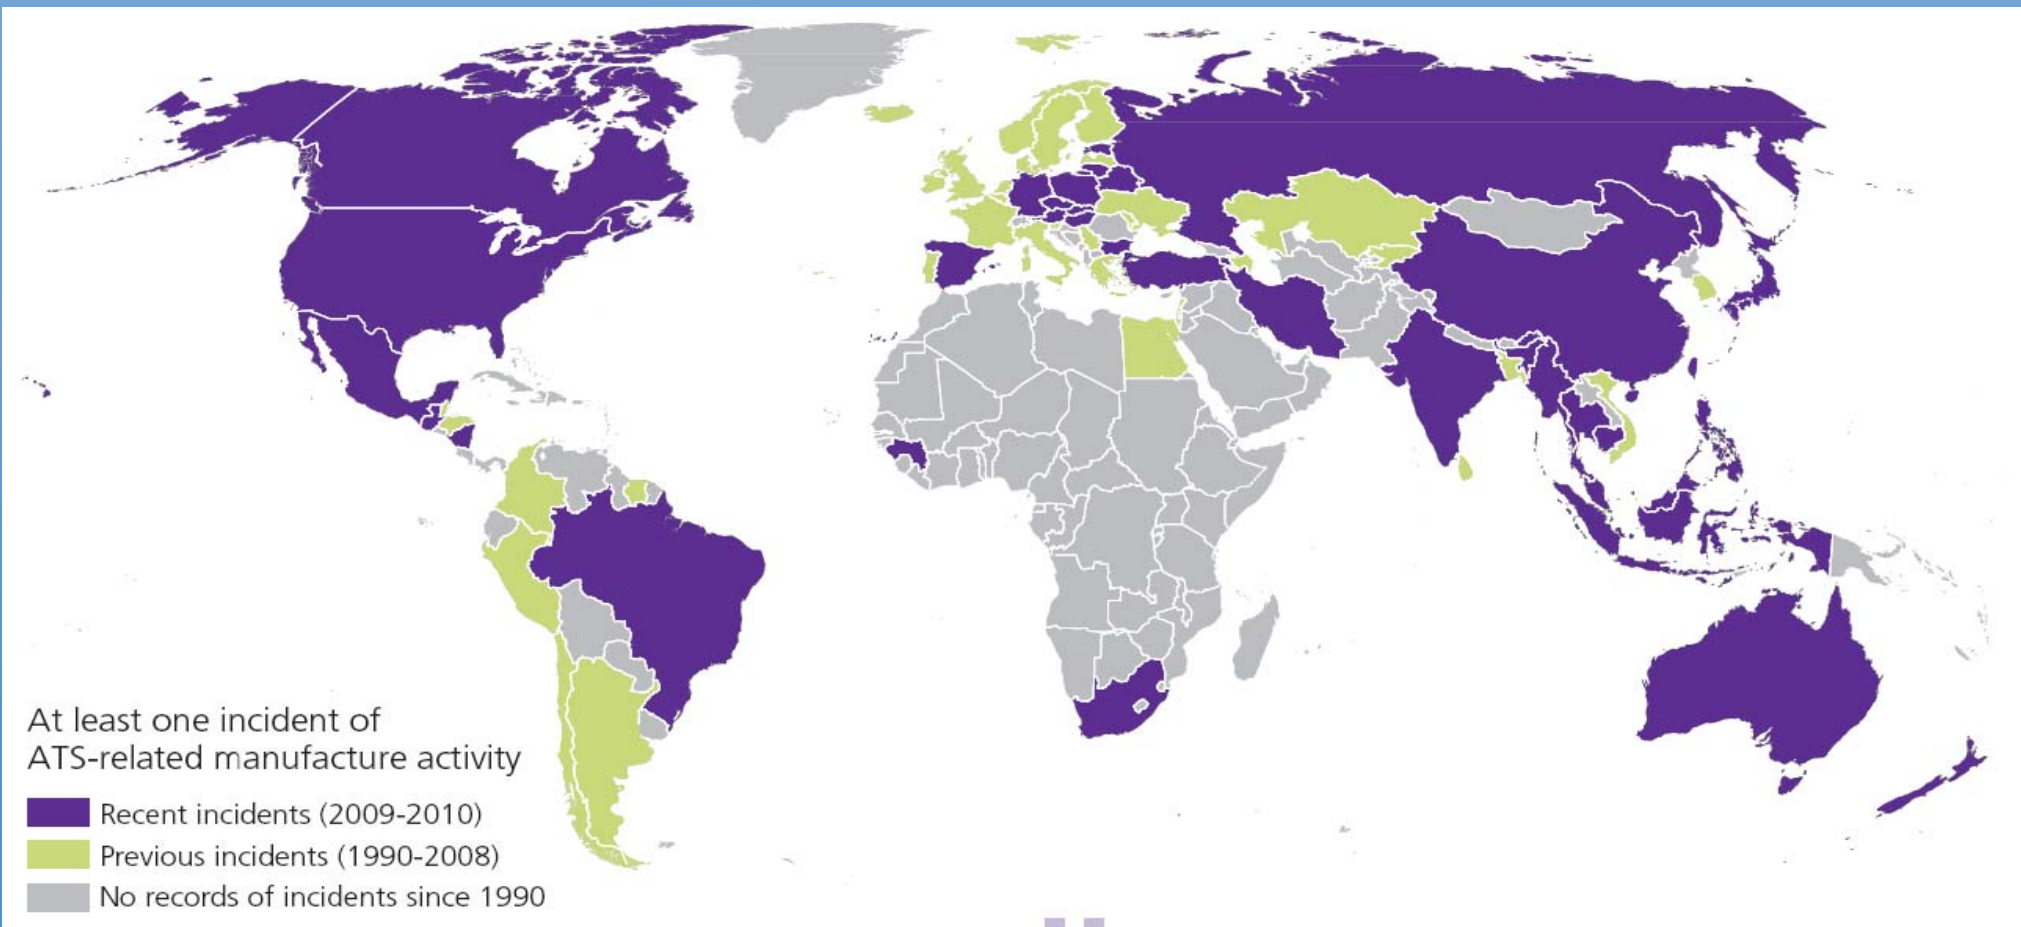 At least one incident of
ATS-related manufacture activity
Recent incidents (2009-2010)
Previous incidents (1990-2008)
No records of incidents since 1990